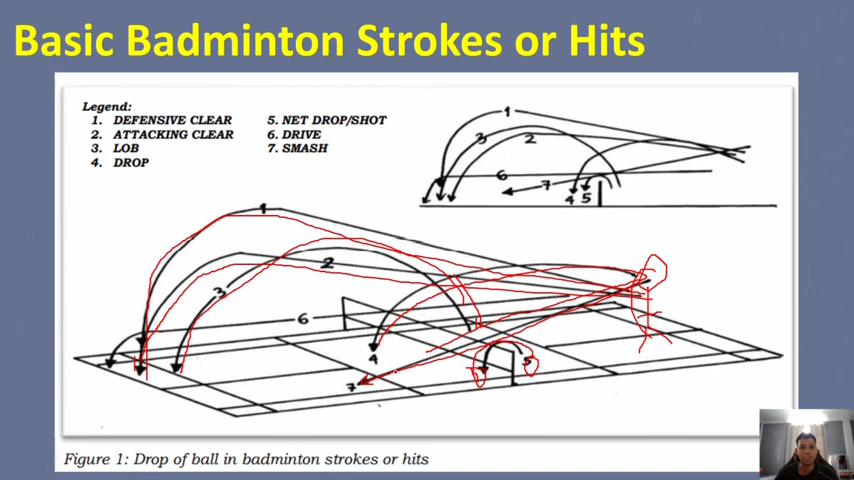 Basic Badminton Strokes or Hits
Legend:
1. DEFENSIVE CLEAR
2. ATTACKING CLEAR
3. LOB
4. DROP
5. NET DROP/SHOT
6. DRIVE
7. SMASH
1
3
2
6
7
4 5
1
2
3
6
4
5
7
Figure 1: Drop of ball in badminton strokes or hits